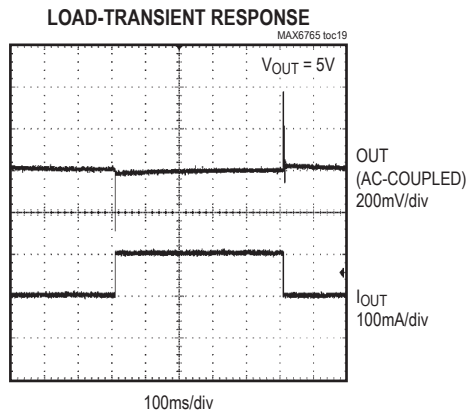 LOAD-TRANSIENT RESPONSE
MAX6765 toc19
VOUT = 5V
OUT
(AC-COUPLED)
200mV/div
IOUT
100mA/div
100ms/div